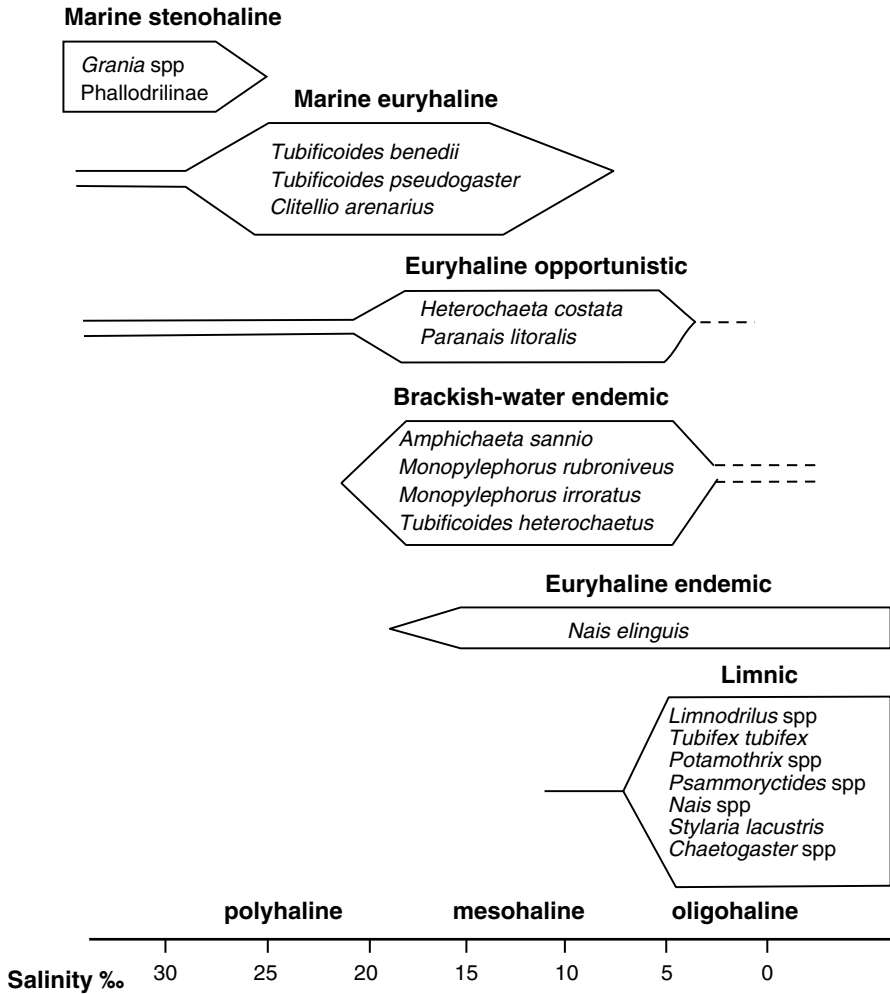 Marine stenohaline
Grania spp
Phallodrilinae
Marine euryhaline
Tubificoides benedii
Tubificoides pseudogaster
Clitellio arenarius
Euryhaline opportunistic
Heterochaeta costata
Paranais litoralis
Brackish-water endemic
Amphichaeta sannio
Monopylephorus rubroniveus
Monopylephorus irroratus
Tubificoides heterochaetus
Euryhaline endemic
Nais elinguis
Limnic
Limnodrilus spp
Tubifex tubifex
Potamothrix spp
Psammoryctides spp
Nais spp
Stylaria lacustris
Chaetogaster spp
polyhaline mesohaline oligohaline
Salinity ‰ 30 25 20 15 10 5 0